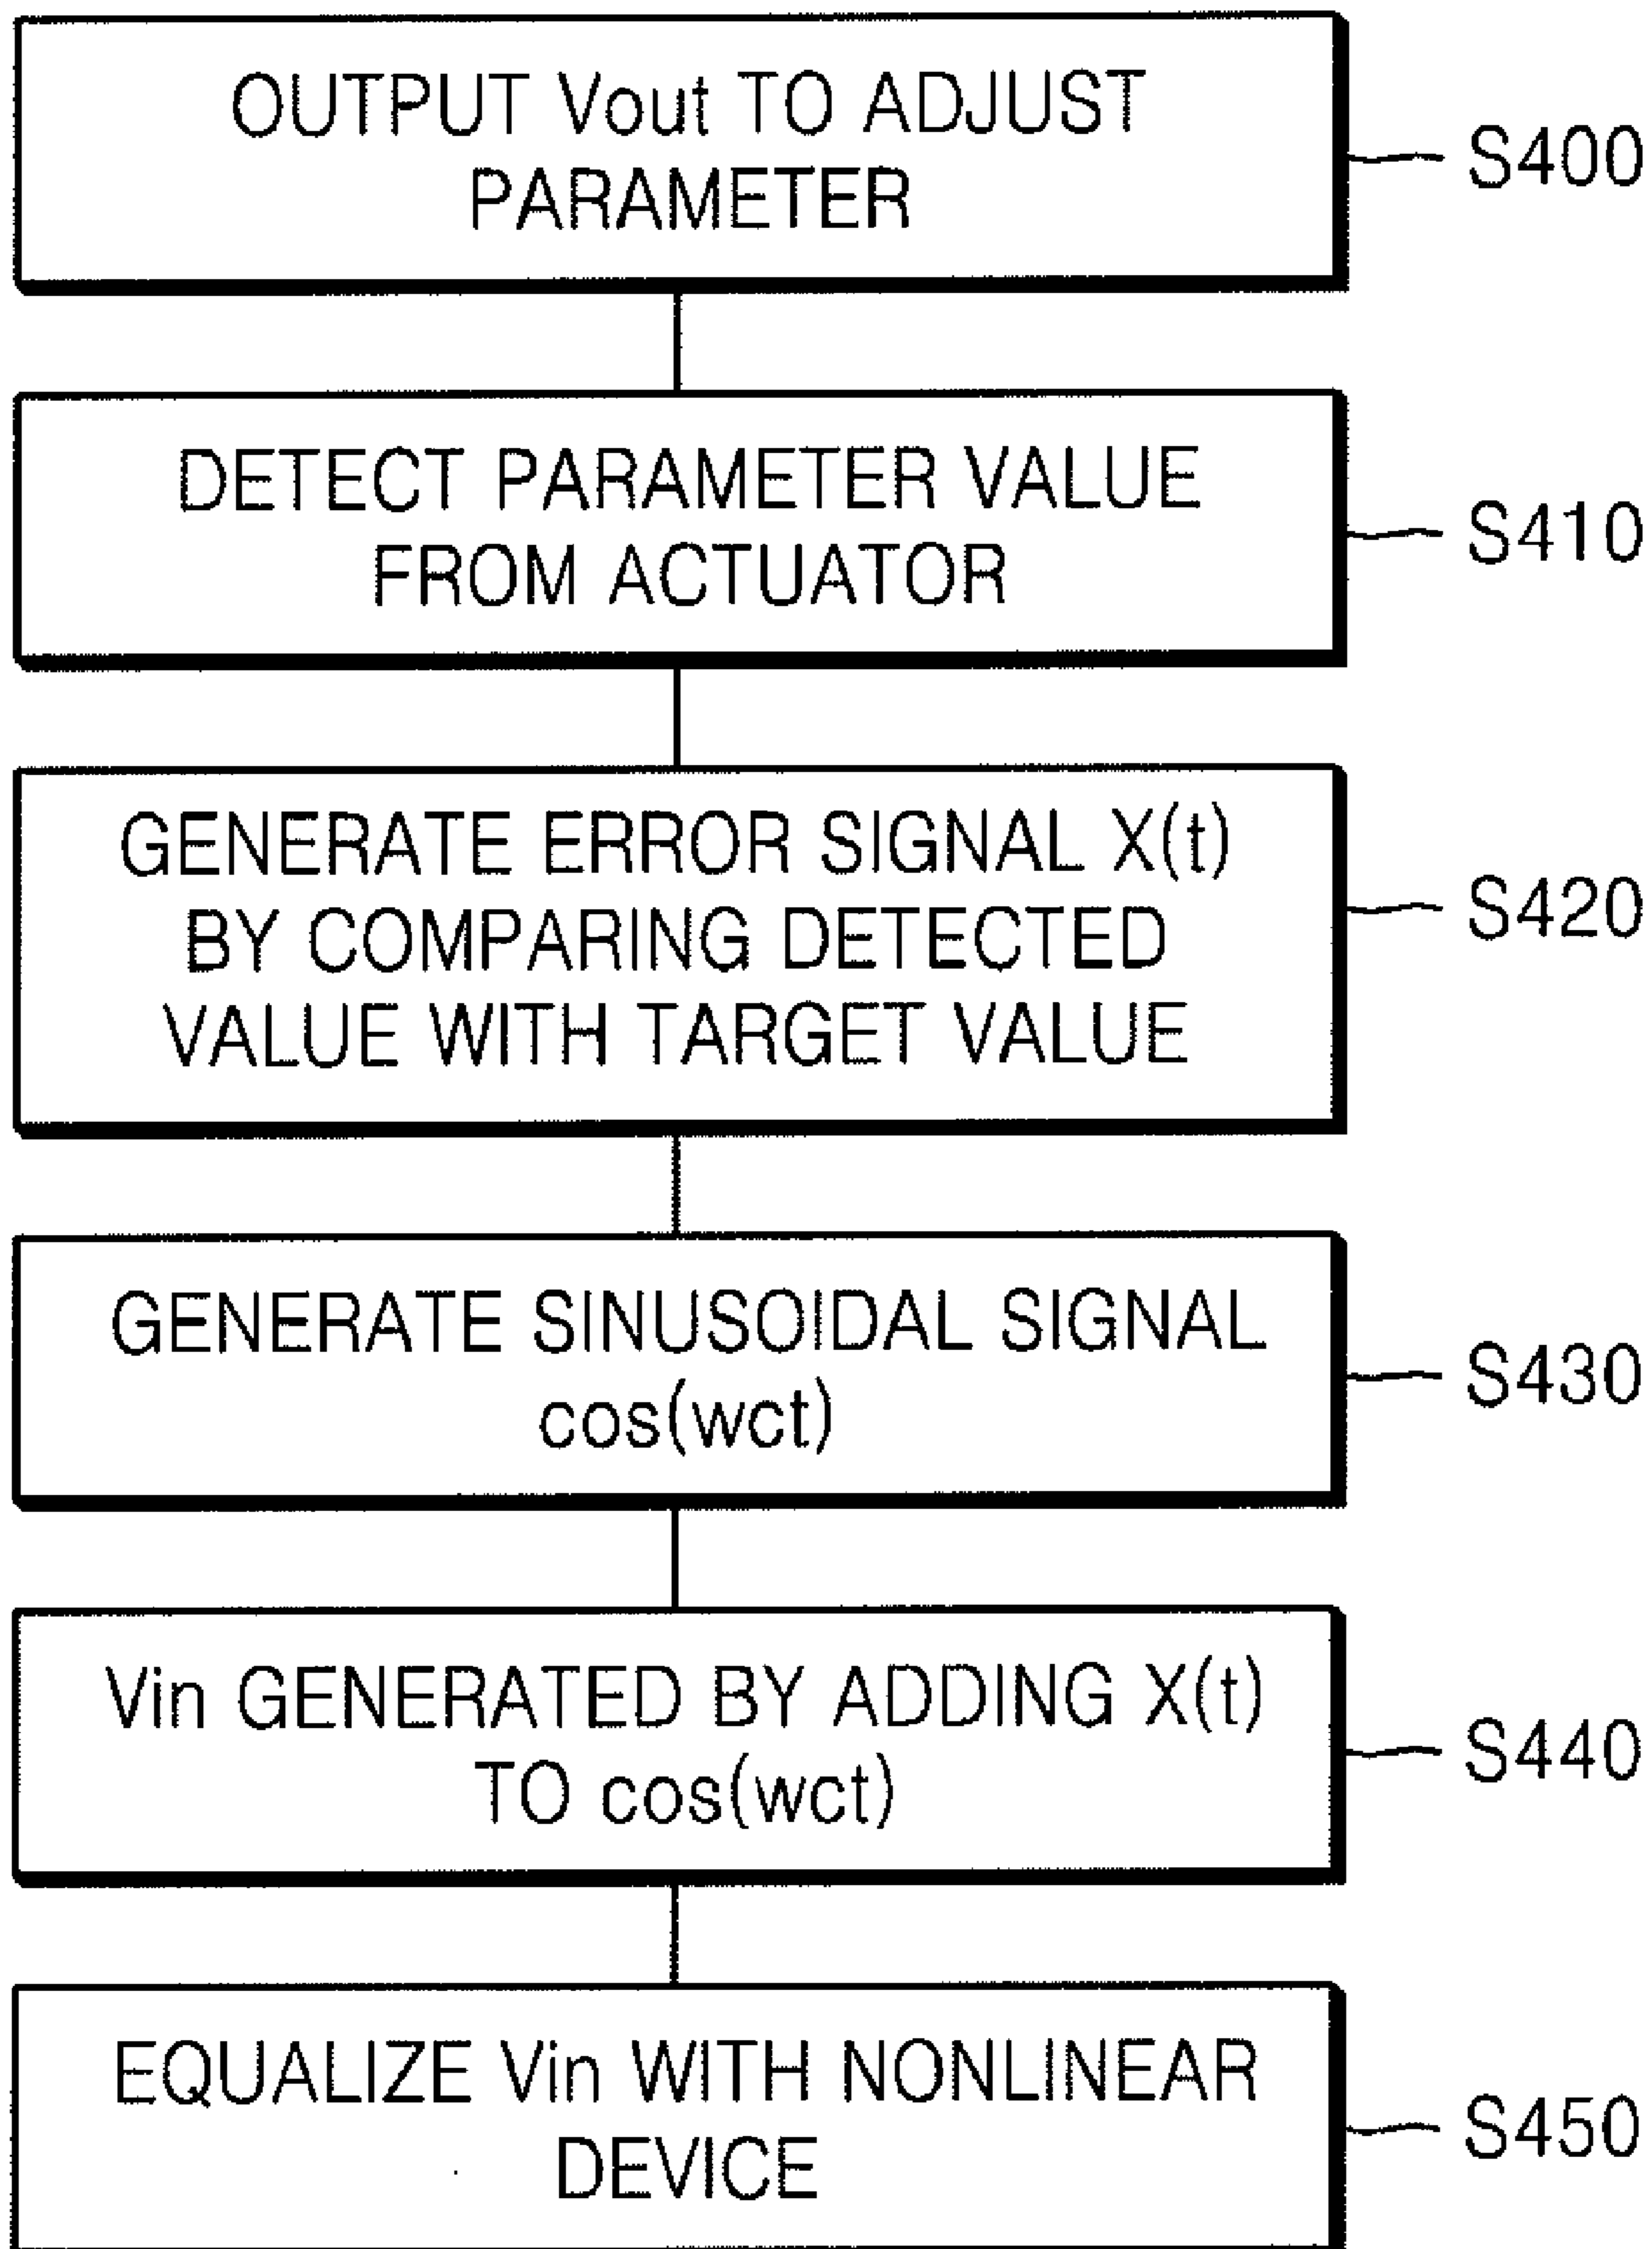 OUTPUT Vout TO ADJUST
PARAMETER
S400
DETECT PARAMETER VALUE
FROM ACTUATOR
S410
GENERATE ERROR SIGNAL X(t)
BY COMPARING DETECTED
VALUE WITH TARGET VALUE
S420
GENERATE SINUSOIDAL SIGNAL
cos(wct)
S430
Vin GENERATED BY ADDING X(t)
TO cos(wct)
S440
EQUALIZE Vin WITH NONLINEAR
DEVICE
S450